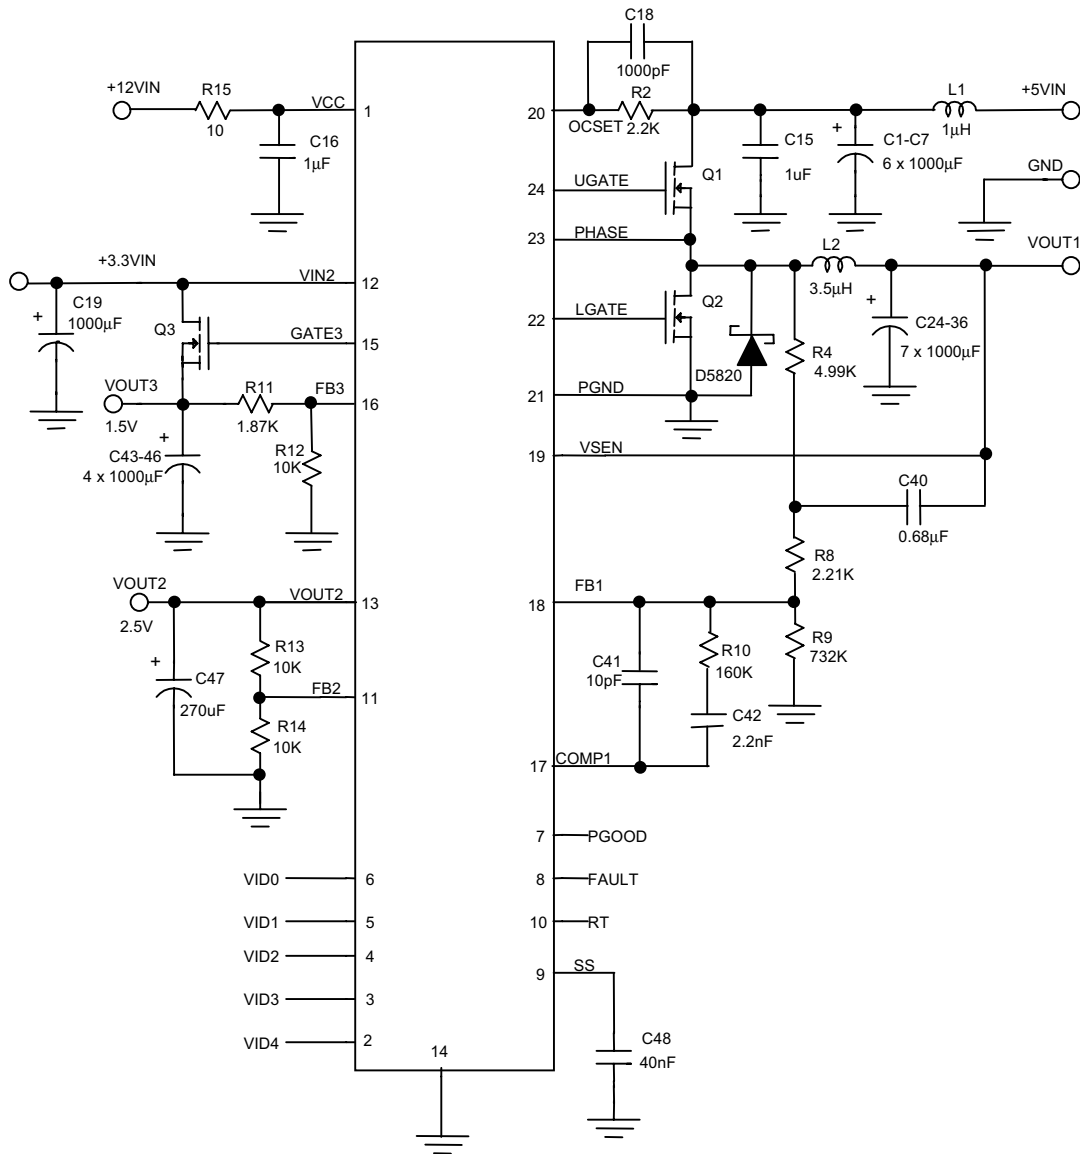 C18
1000pF
+12VIN
R15
10
VCC
1
C16
1µF
20
OCSET
R2
2.2K
C15
1uF
+
C1-C7
6 x 1000µF
L1
1µH
+5VIN
GND
24
UGATE
Q1
23
PHASE
VOUT1
L2
3.5µH
+3.3VIN
VIN2
12
+
C19
1000µF
Q3
GATE3
15
22
LGATE
Q2
D5820
+
C24-36
7 x 1000µF
R4
4.99K
VOUT3
1.5V
R11
1.87K
FB3
16
21
PGND
+
C43-46
4 x 1000µF
R12
10K
19
VSEN
C40
0.68µF
R8
2.21K
VOUT2
2.5V
VOUT2
13
18
FB1
R9
732K
+
C47
270uF
R13
10K
FB2
11
R14
10K
C41
10pF
R10
160K
C42
2.2nF
17
COMP1
7
PGOOD
VID0
6
8
FAULT
VID1
5
10
RT
VID2
4
9
SS
VID3
3
VID4
2
14
C48
40nF